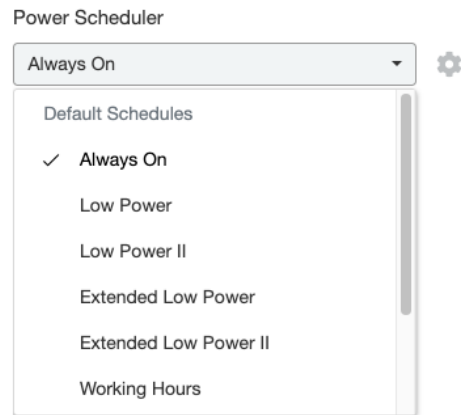 Power Scheduler
Always On
Default Schedules
Always On
Low Power
Low Power II
Extended Low Power
Extended Low Power II
Working Hours